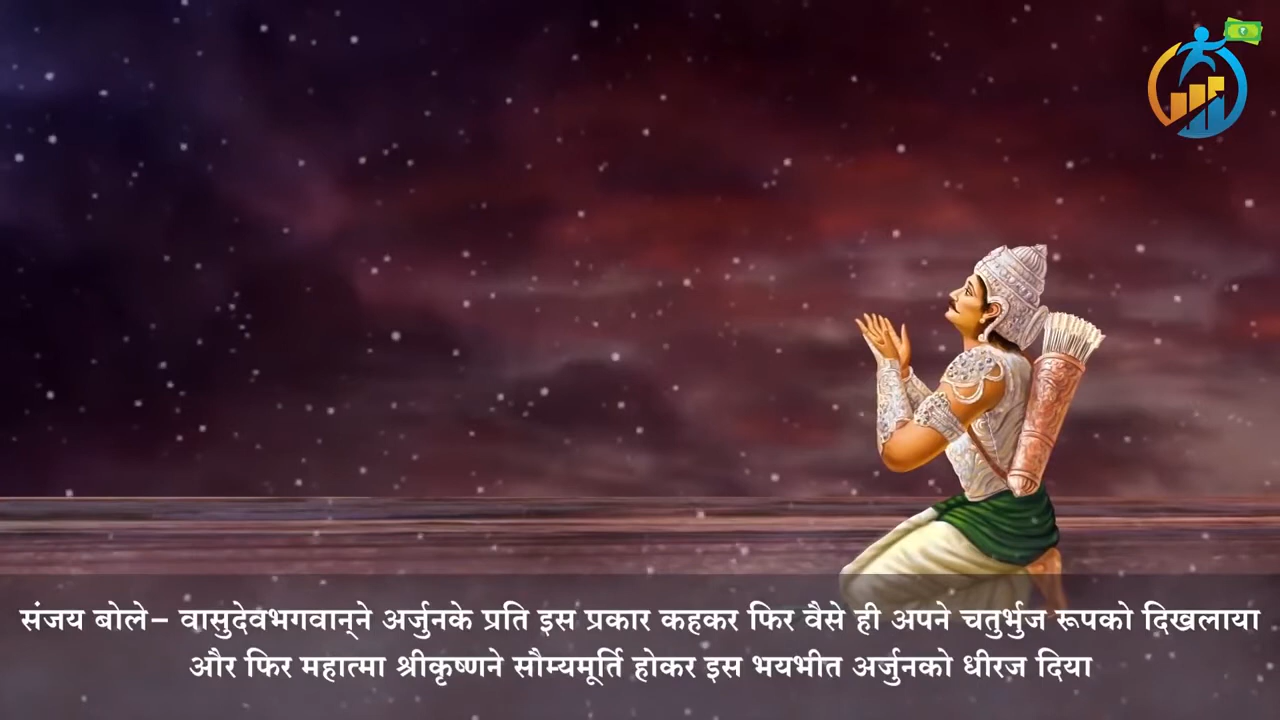 संजय बोले– वासुदेवभगवान्‌ने अर्जुनके प्रति इस प्रकार कहकर फिर वैसे ही अपने चतुर्भुज रूपको दिखलाया
और फिर महात्मा श्रीकृष्णने सौम्यमूर्ति होकर इस भयभीत अर्जुनको धीरज दिया